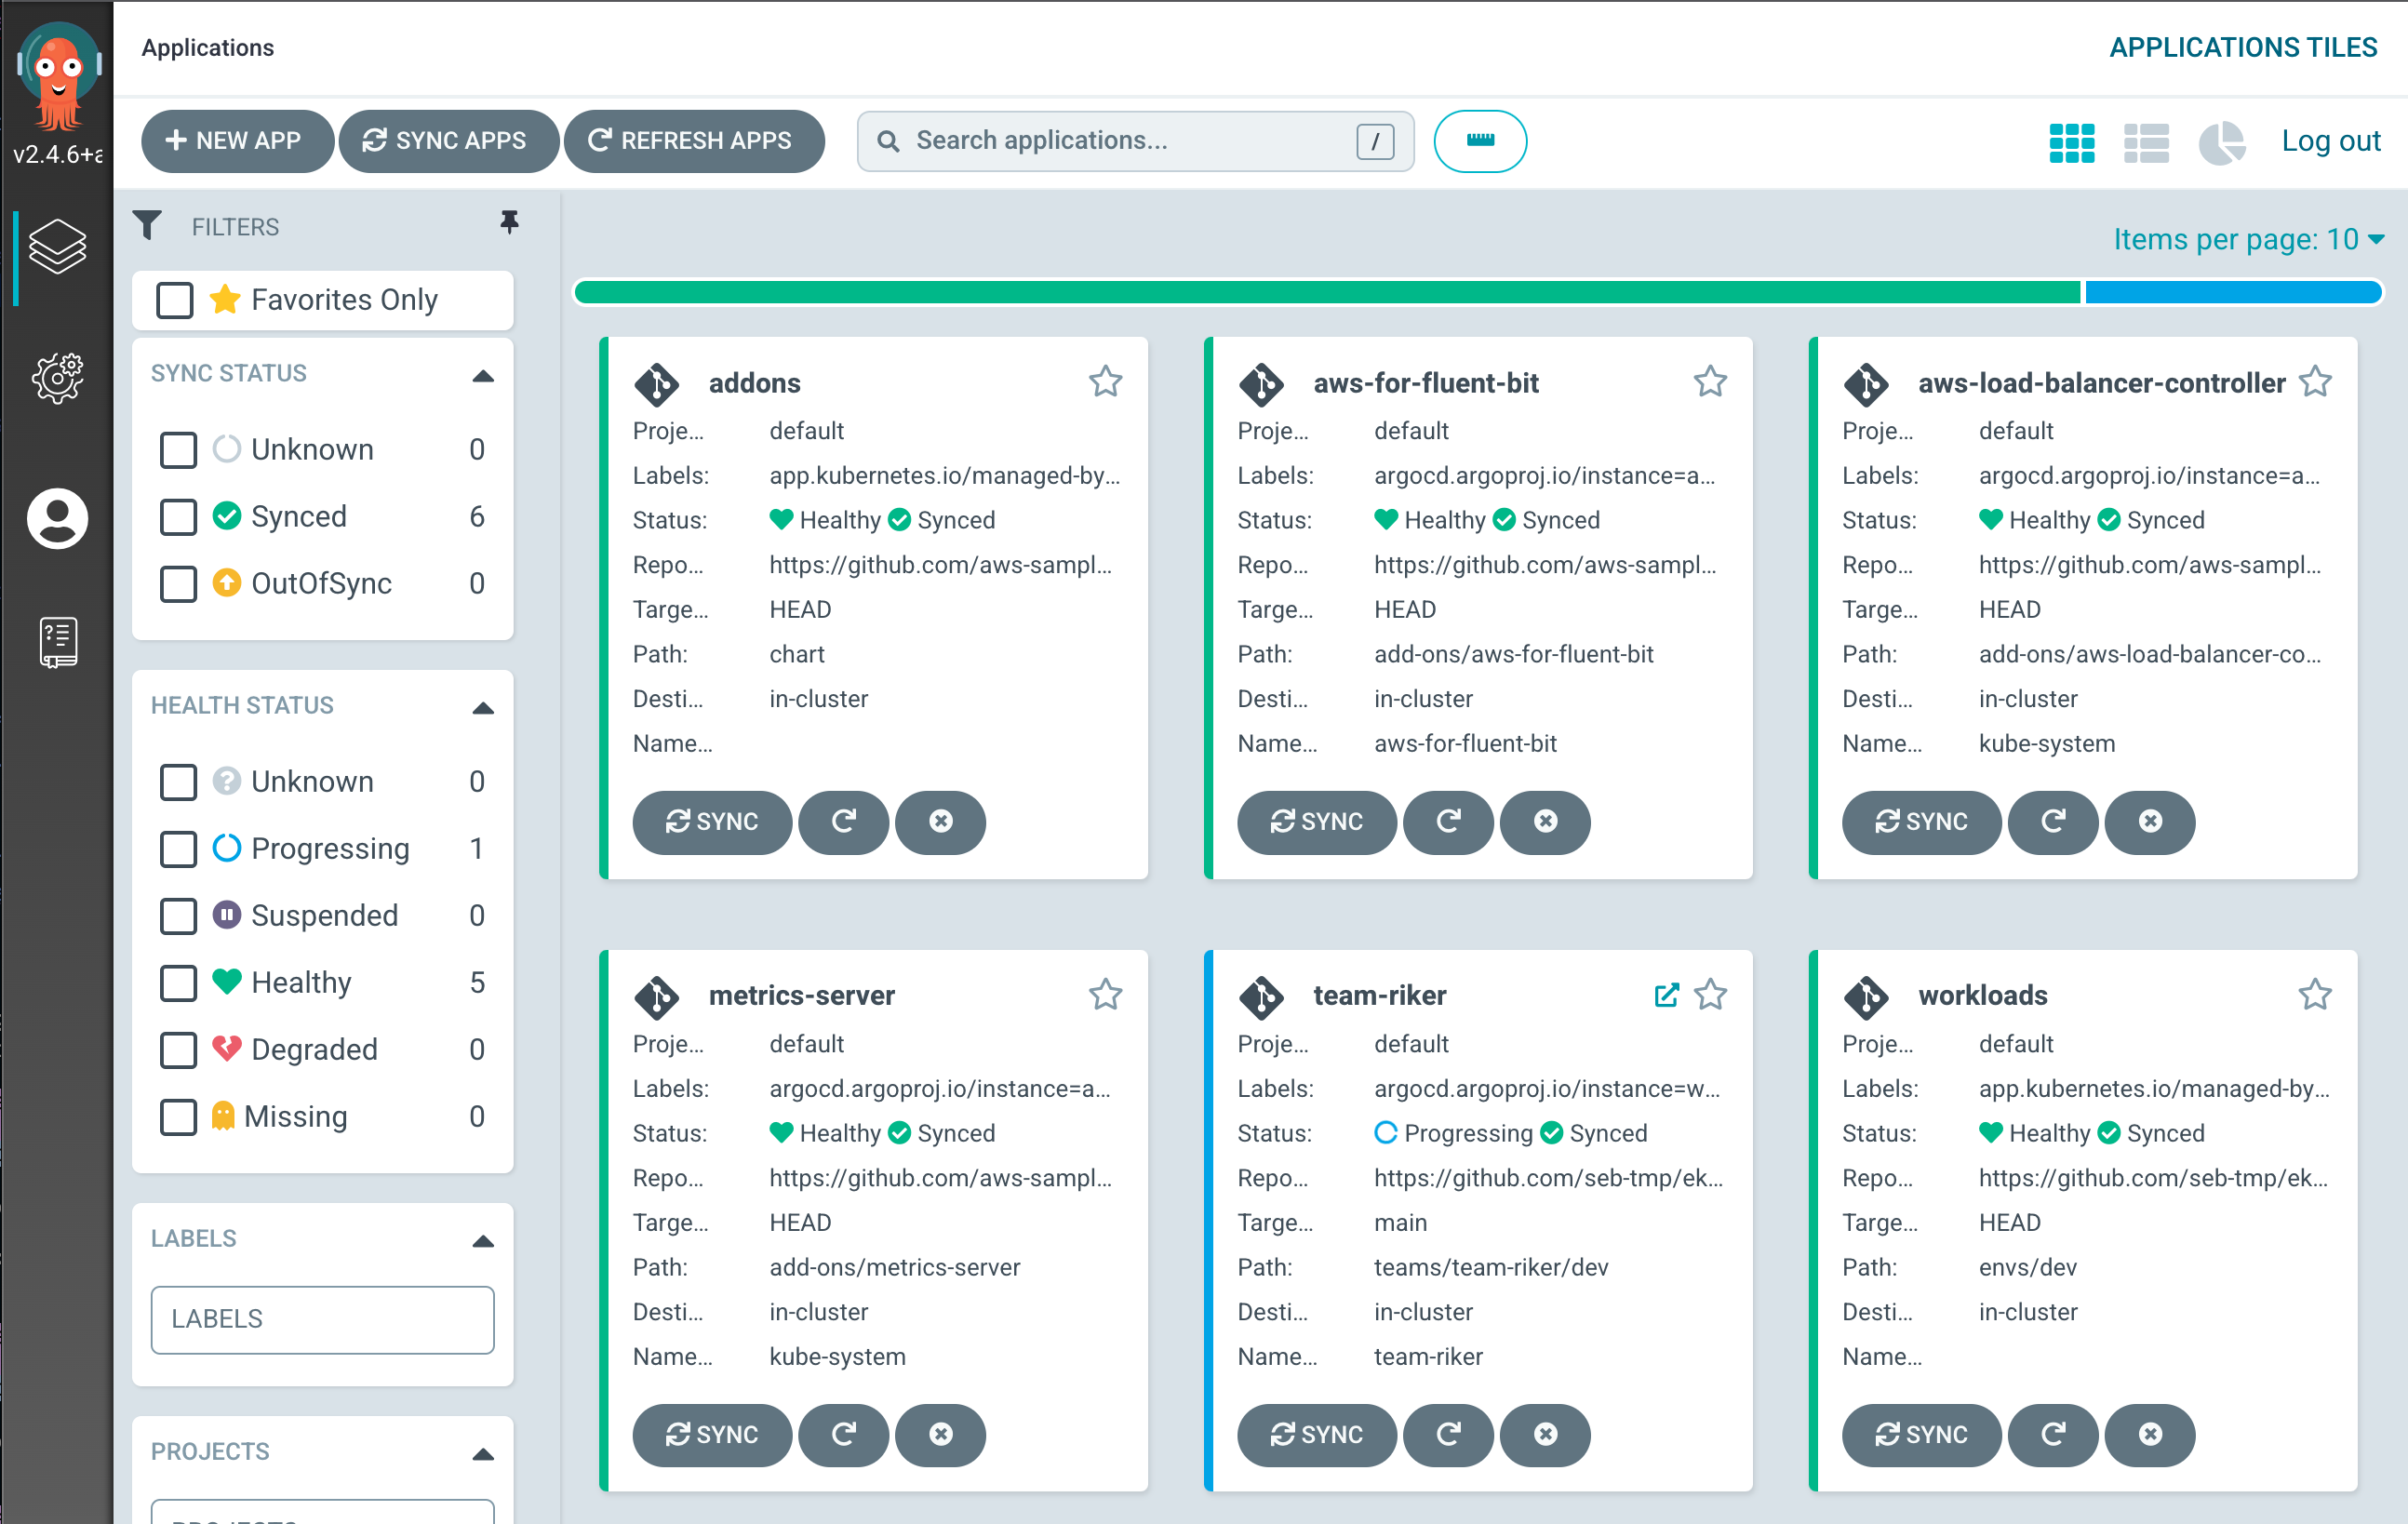 Applications
APPLICATIONS TILES
v2.4.6+a
NEW APP
SYNC APPS
REFRESH APPS
Search applications...
/
Log out
FILTERS
Items per page: 10
Favorites Only
SYNC STATUS
Unknown 0
Synced 6
OutOfSync 0
HEALTH STATUS
Unknown 0
Progressing 1
Suspended 0
Healthy 5
Degraded 0
Missing 0
LABELS
LABELS
PROJECTS
PROJECTS
addons
Proje... default
Labels: app.kubernetes.io/managed-by...
Status: Healthy Synced
Repo... https://github.com/aws-sampl...
Targe... HEAD
Path: chart
Desti... in-cluster
Name...
SYNC
aws-for-fluent-bit
Proje... default
Labels: argocd.argoproj.io/instance=a...
Status: Healthy Synced
Repo... https://github.com/aws-sampl...
Targe... HEAD
Path: add-ons/aws-for-fluent-bit
Desti... in-cluster
Name... aws-for-fluent-bit
SYNC
aws-load-balancer-controller
Proje... default
Labels: argocd.argoproj.io/instance=a...
Status: Healthy Synced
Repo... https://github.com/aws-sampl...
Targe... HEAD
Path: add-ons/aws-load-balancer-co...
Desti... in-cluster
Name... kube-system
SYNC
metrics-server
Proje... default
Labels: argocd.argoproj.io/instance=a...
Status: Healthy Synced
Repo... https://github.com/aws-sampl...
Targe... HEAD
Path: add-ons/metrics-server
Desti... in-cluster
Name... kube-system
SYNC
team-riker
Proje... default
Labels: argocd.argoproj.io/instance=w...
Status: Progressing Synced
Repo... https://github.com/seb-tmp/ek...
Targe... main
Path: teams/team-riker/dev
Desti... in-cluster
Name... team-riker
SYNC
workloads
Proje... default
Labels: app.kubernetes.io/managed-by...
Status: Healthy Synced
Repo... https://github.com/seb-tmp/ek...
Targe... HEAD
Path: envs/dev
Desti... in-cluster
Name...
SYNC